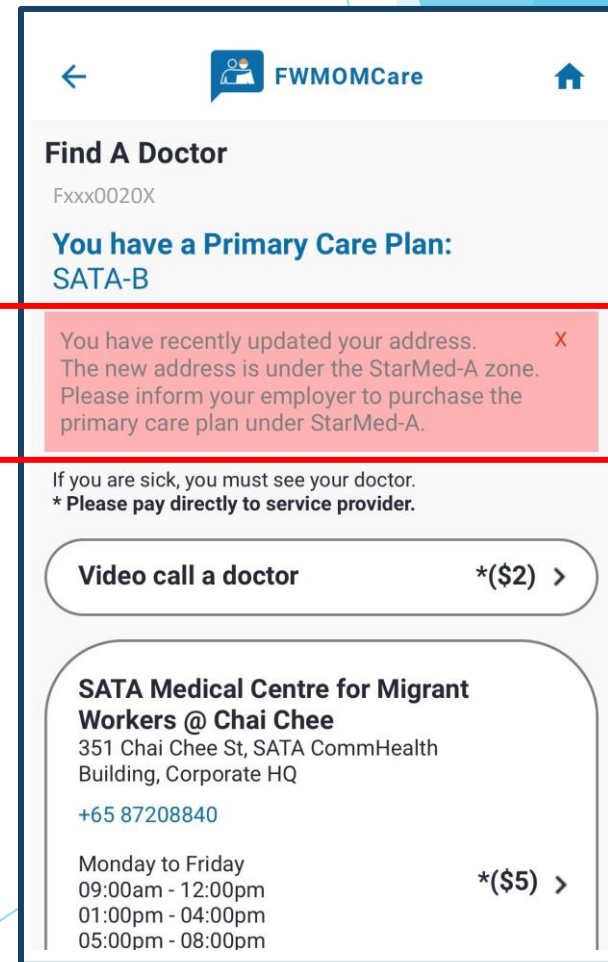 FWMOMCare
Find A Doctor
Fxxx0020X
You have a Primary Care Plan:
SATA-B
You have recently updated your address. X
The new address is under the StarMed-A zone.
Please inform your employer to purchase the
primary care plan under StarMed-A.
If you are sick, you must see your doctor.
* Please pay directly to service provider.
Video call a doctor *($2) >
SATA Medical Centre for Migrant
Workers @ Chai Chee
351 Chai Chee St, SATA CommHealth
Building, Corporate HQ
+65 87208840
Monday to Friday
09:00am - 12:00pm *($5) >
01:00pm - 04:00pm
05:00pm - 08:00pm